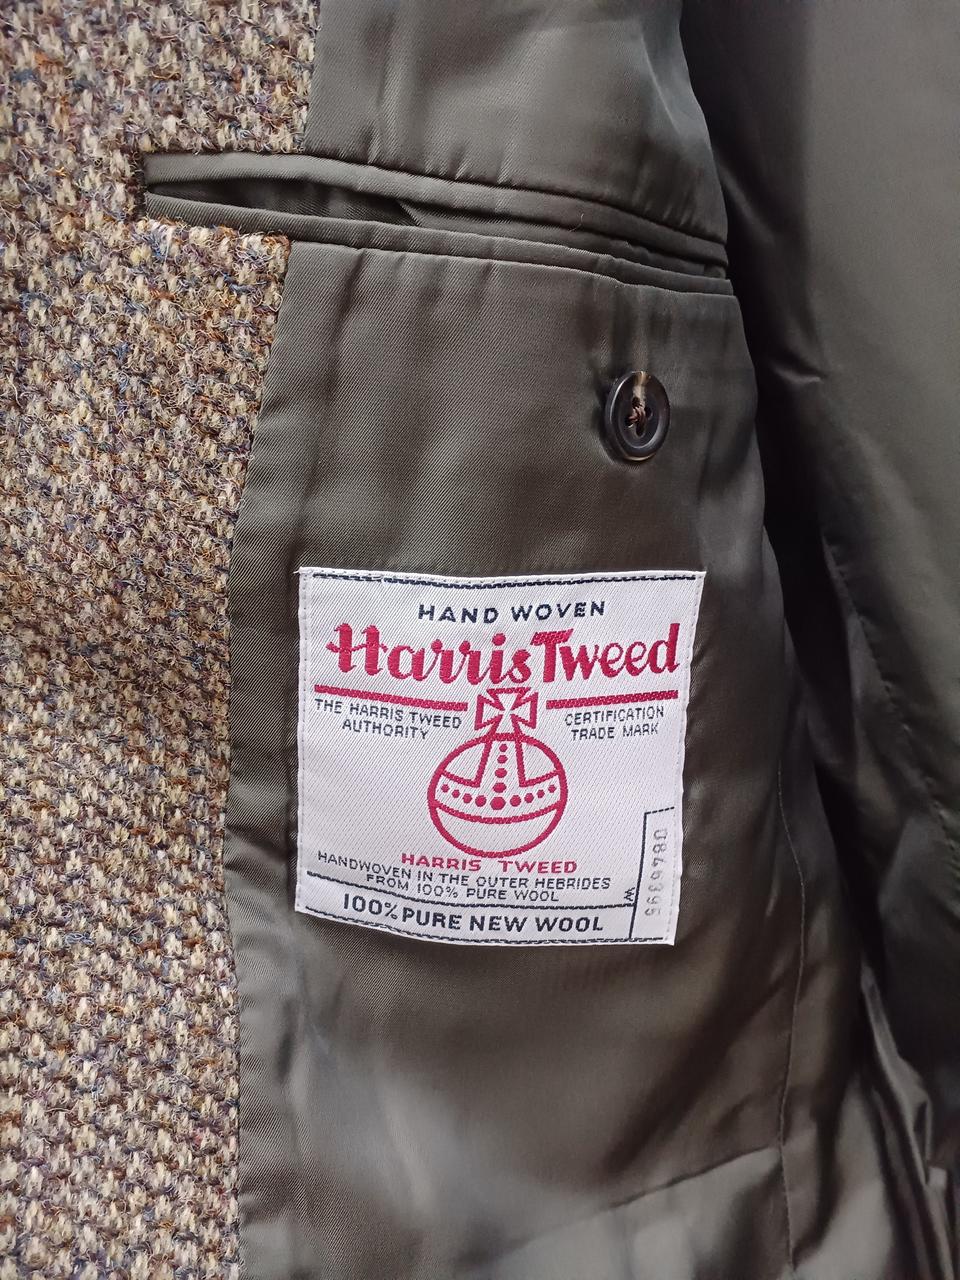 HAND WOVEN
Harris Tweed
THE HARRIS TWEED
AUTHORITY
CERTIFICATION
TRADE MARK
HARRIS TWEED
HANDWOVEN IN THE OUTER HEBRIDES
FROM 100% PURE WOOL
100% PURE NEW WOOL
W
0846395